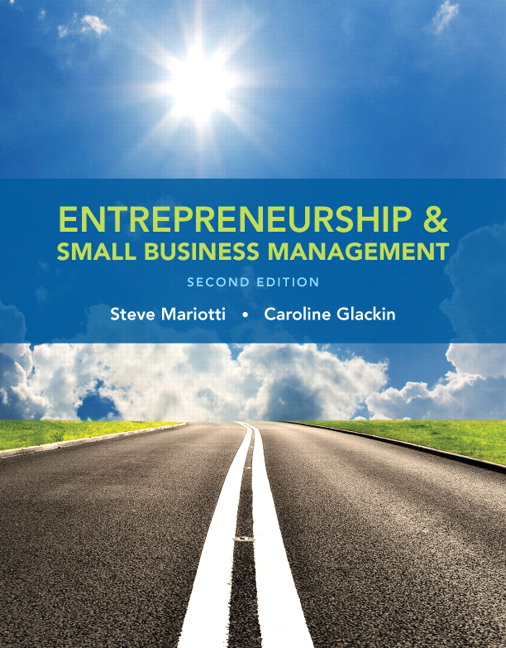 ENTREPRENEURSHIP &
SMALL BUSINESS MANAGEMENT
SECOND EDITION
Steve Mariotti • Caroline Glackin